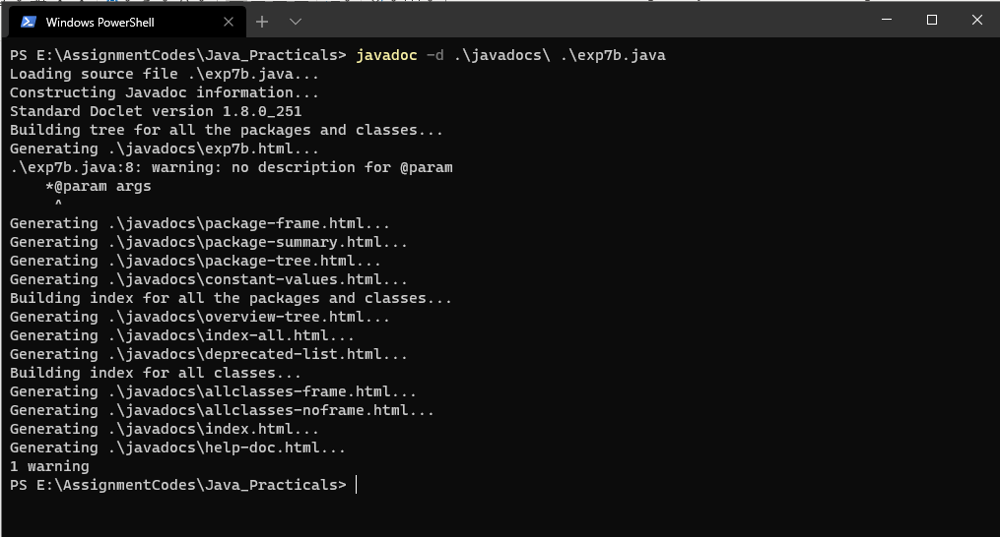 Windows PowerShell
PS E:\AssignmentCodes\Java_Practicals> javadoc -d .\javadocs\ .\exp7b.java
Loading source file .\exp7b.java...
Constructing Javadoc information...
Standard Doclet version 1.8.0_251
Building tree for all the packages and classes...
Generating .\javadocs\exp7b.html...
.\exp7b.java:8: warning: no description for @param
    *@param args
     ^
Generating .\javadocs\package-frame.html...
Generating .\javadocs\package-summary.html...
Generating .\javadocs\package-tree.html...
Generating .\javadocs\constant-values.html...
Building index for all the packages and classes...
Generating .\javadocs\overview-tree.html...
Generating .\javadocs\index-all.html...
Generating .\javadocs\deprecated-list.html...
Building index for all classes...
Generating .\javadocs\allclasses-frame.html...
Generating .\javadocs\allclasses-noframe.html...
Generating .\javadocs\index.html...
Generating .\javadocs\help-doc.html...
1 warning
PS E:\AssignmentCodes\Java_Practicals>